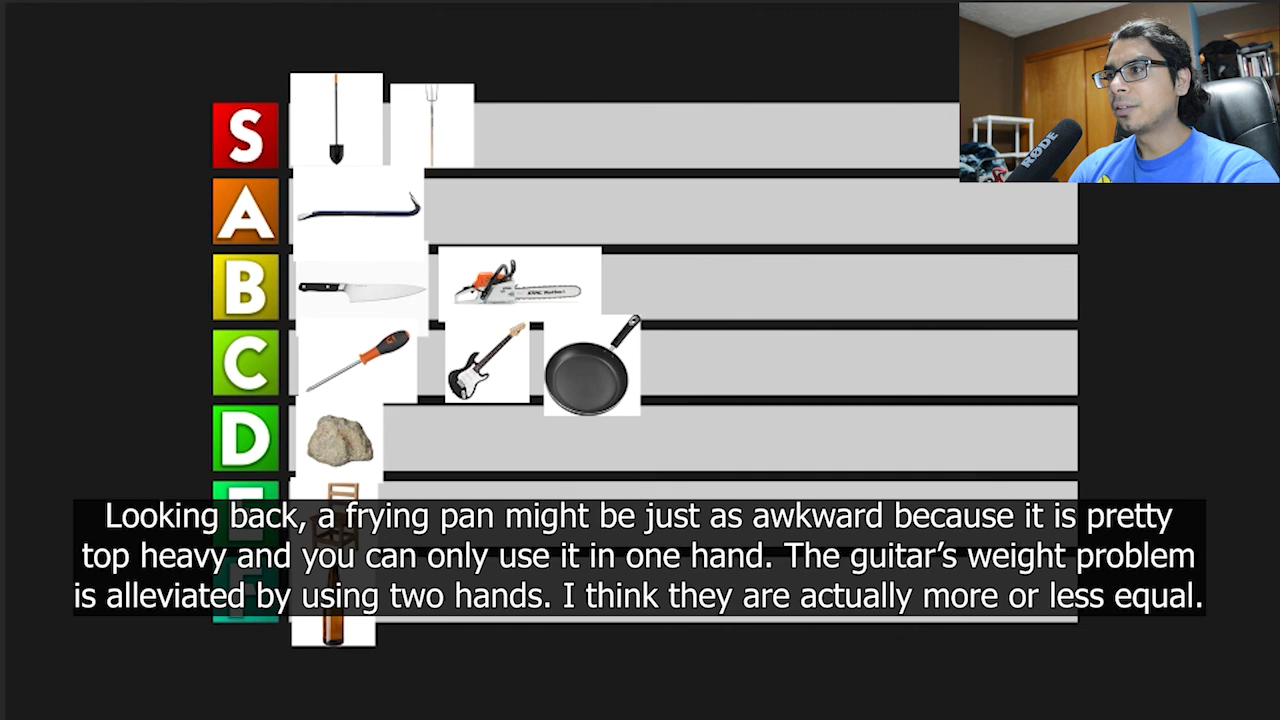 S
A
B
C
D
E
F
RØDE
Looking back, a frying pan might be just as awkward because it is pretty
top heavy and you can only use it in one hand. The guitar's weight problem
is alleviated by using two hands. I think they are actually more or less equal.